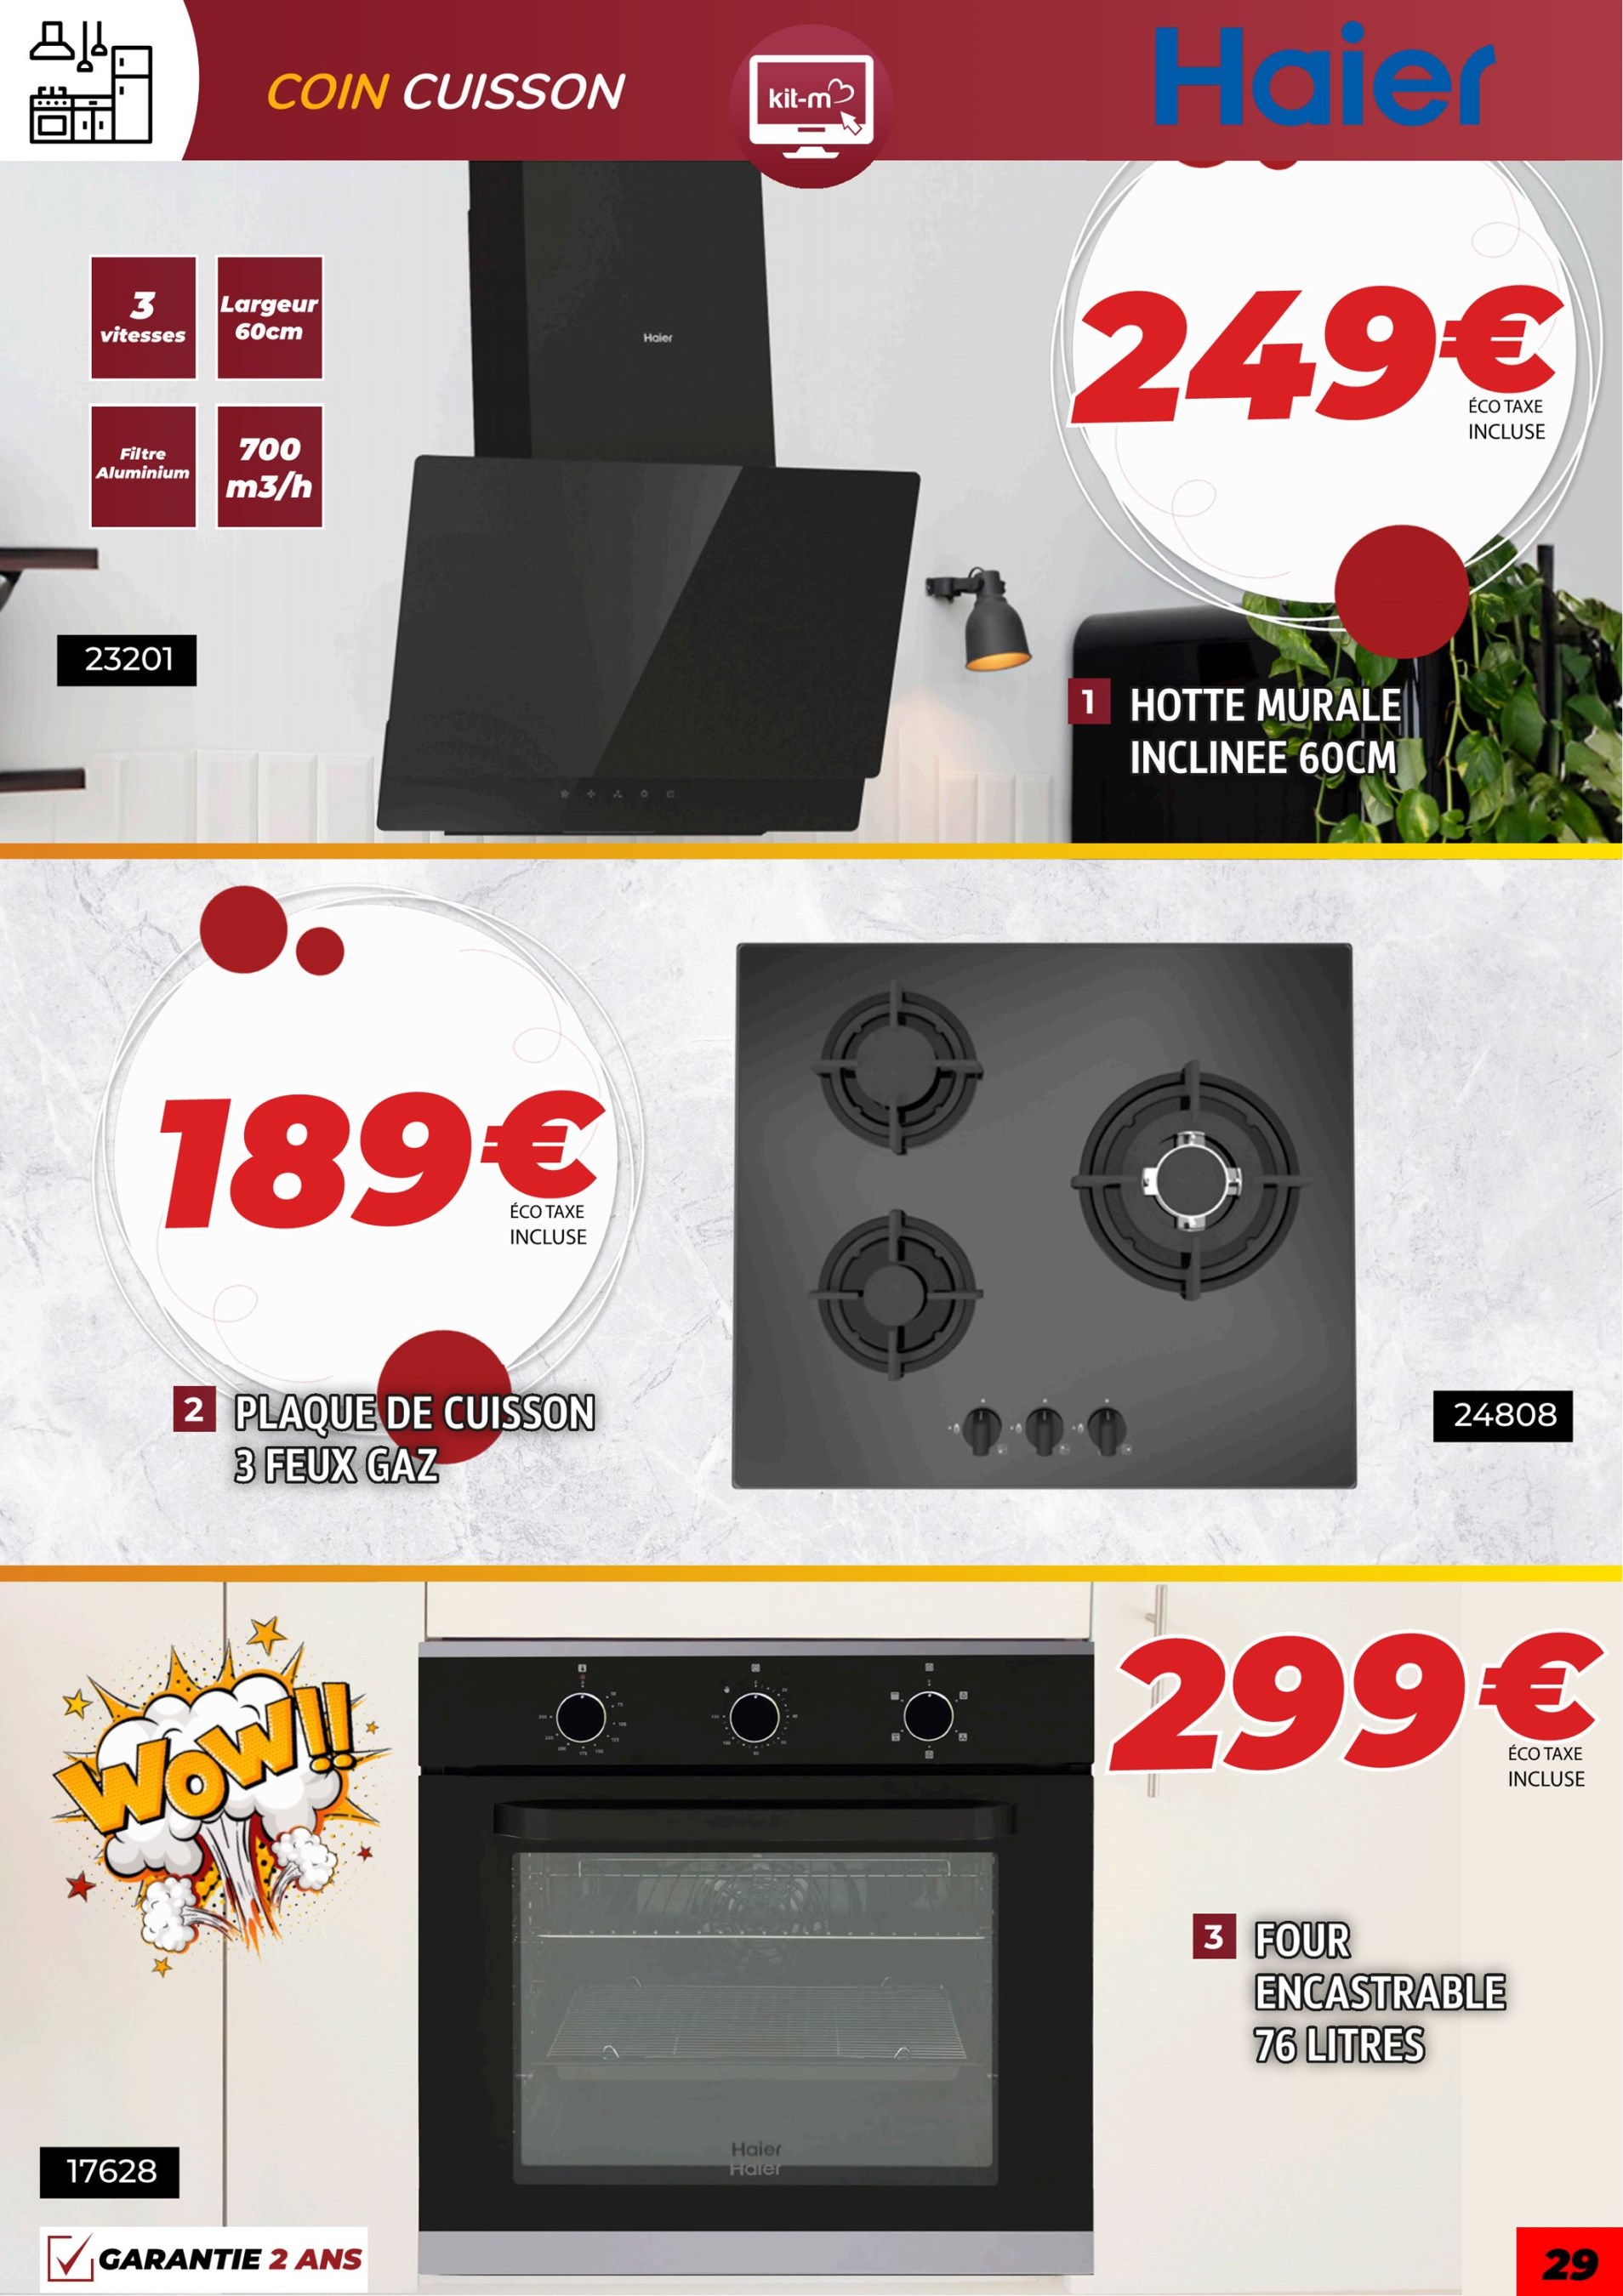 COIN CUISSON
kit-m
Haier
3
vitesses
Largeur
60cm
Filtre
Aluminium
700
m3/h
Haier
249€
ÉCO TAXE
INCLUSE
23201
1 HOTTE MURALE
INCLINEE 60CM
189€
ÉCO TAXE
INCLUSE
2 PLAQUE DE CUISSON
3 FEUX GAZ
24808
WOW!!
299€
ÉCO TAXE
INCLUSE
3 FOUR
ENCASTRABLE
76 LITRES
Haier
Haier
17628
GARANTIE 2 ANS
29